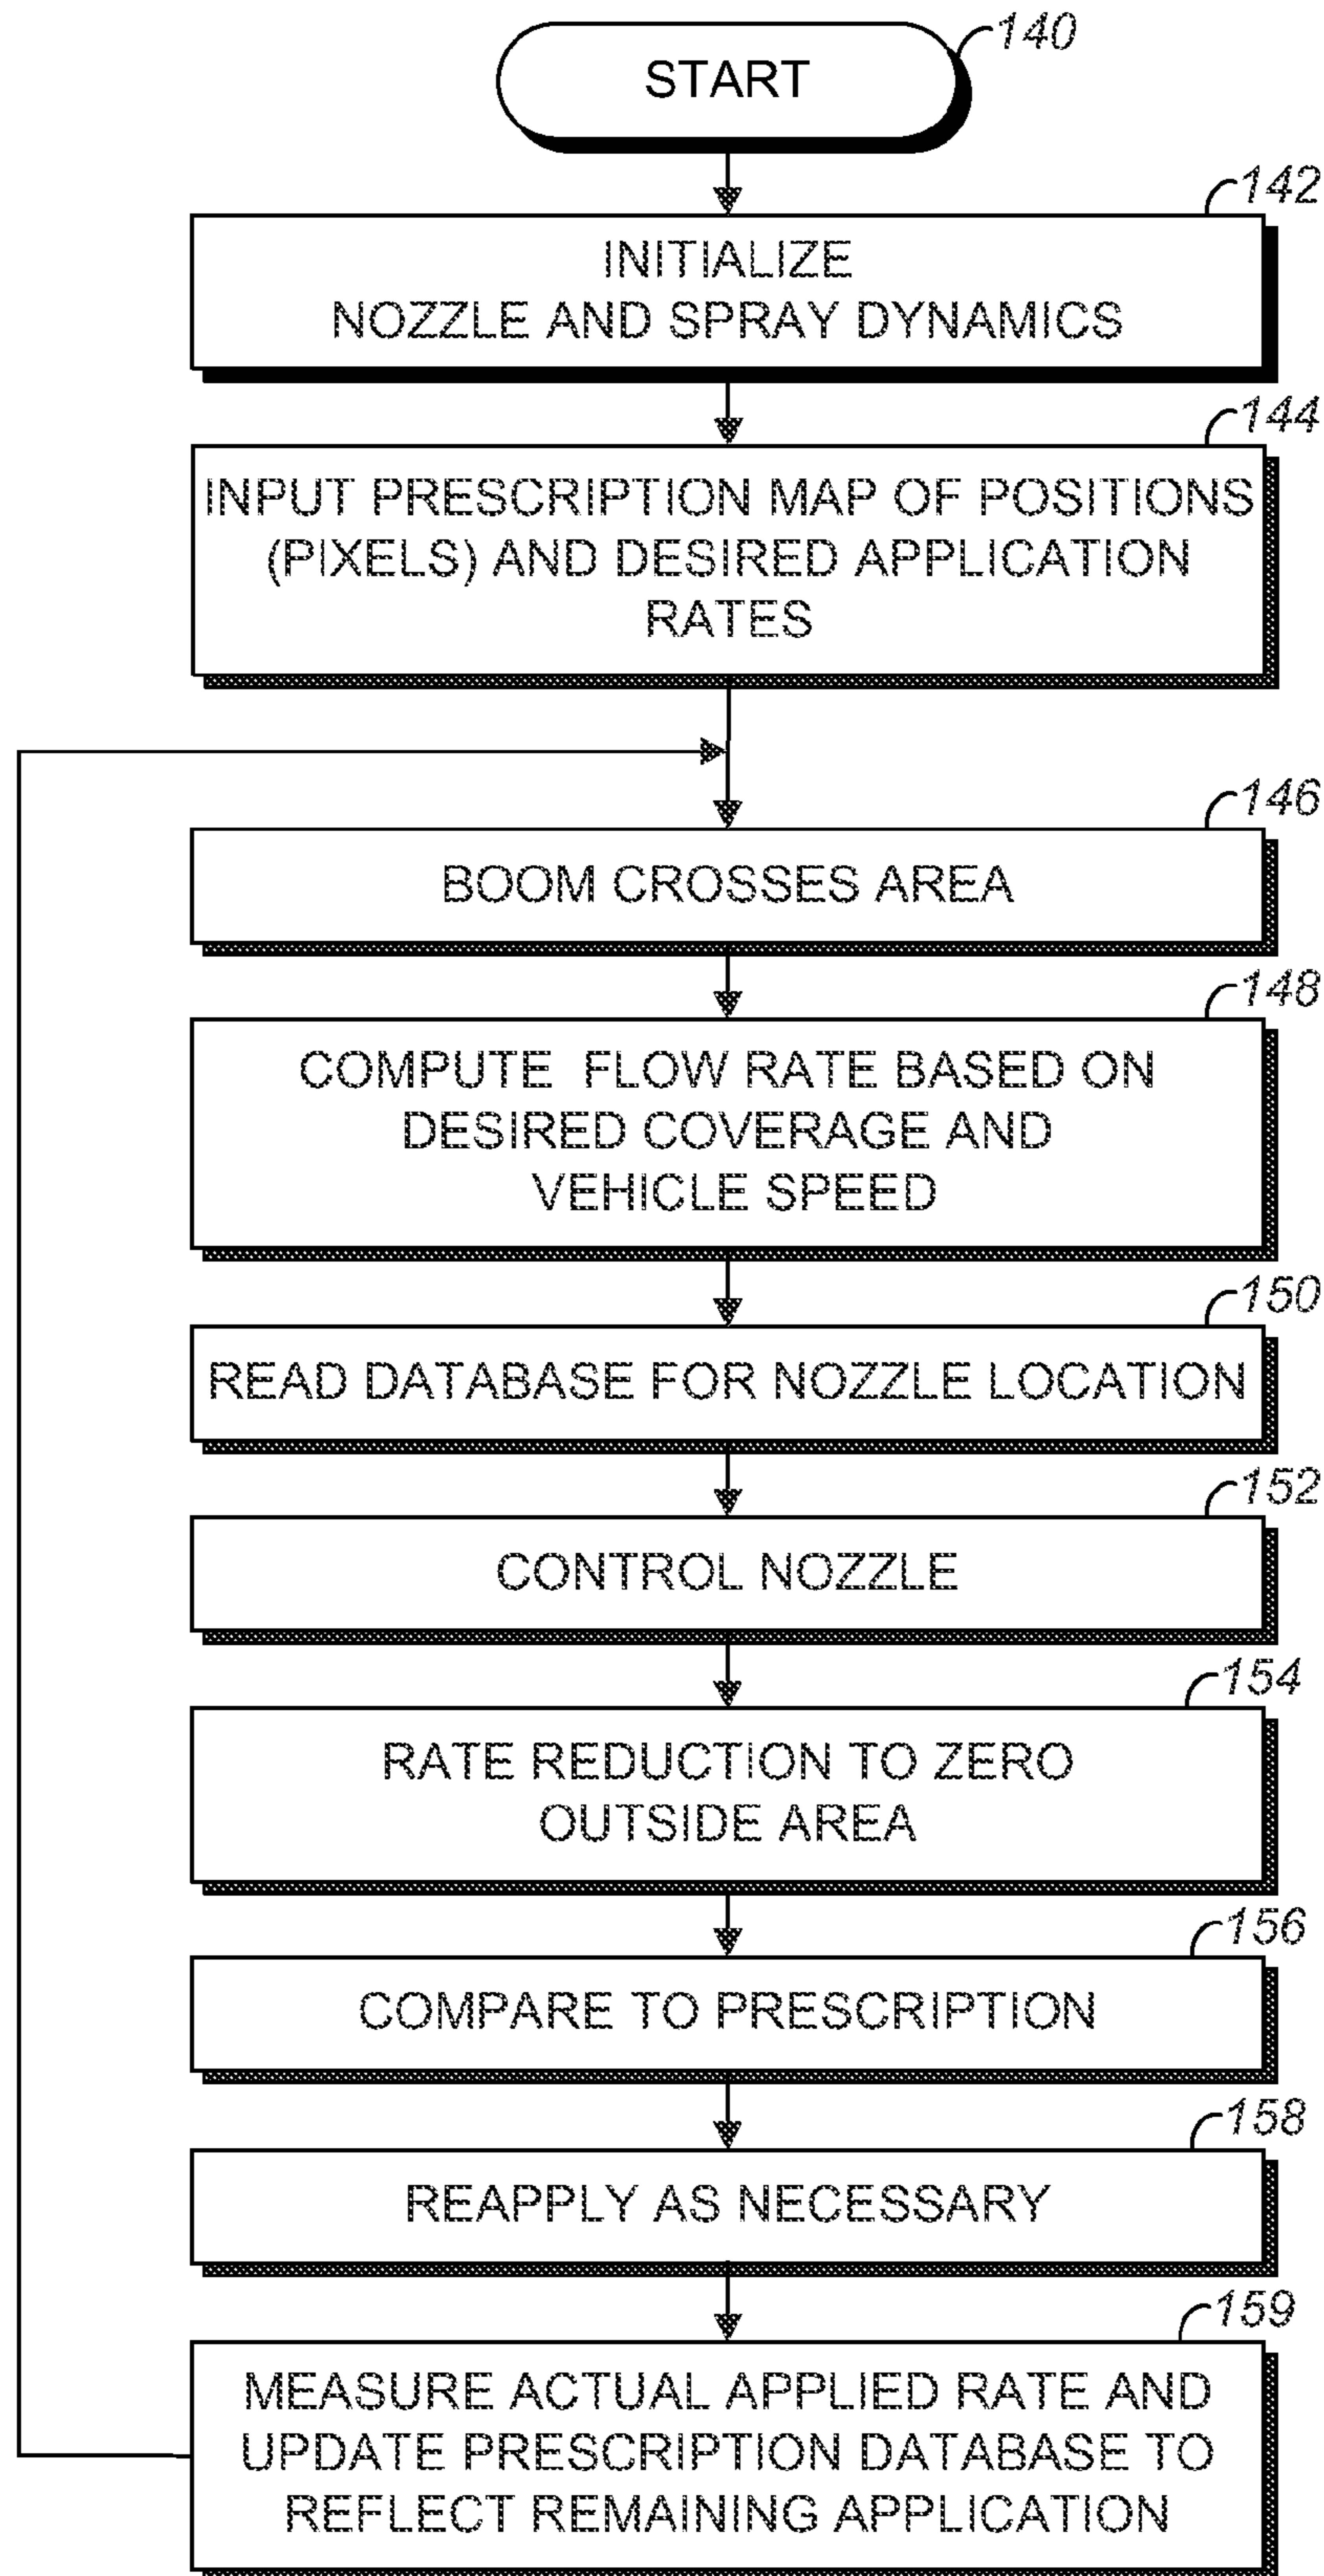 START
140
142
INITIALIZE
NOZZLE AND SPRAY DYNAMICS
144
INPUT PRESCRIPTION MAP OF POSITIONS
(PIXELS) AND DESIRED APPLICATION
RATES
146
BOOM CROSSES AREA
148
COMPUTE FLOW RATE BASED ON
DESIRED COVERAGE AND
VEHICLE SPEED
150
READ DATABASE FOR NOZZLE LOCATION
152
CONTROL NOZZLE
154
RATE REDUCTION TO ZERO
OUTSIDE AREA
156
COMPARE TO PRESCRIPTION
158
REAPPLY AS NECESSARY
159
MEASURE ACTUAL APPLIED RATE AND
UPDATE PRESCRIPTION DATABASE TO
REFLECT REMAINING APPLICATION